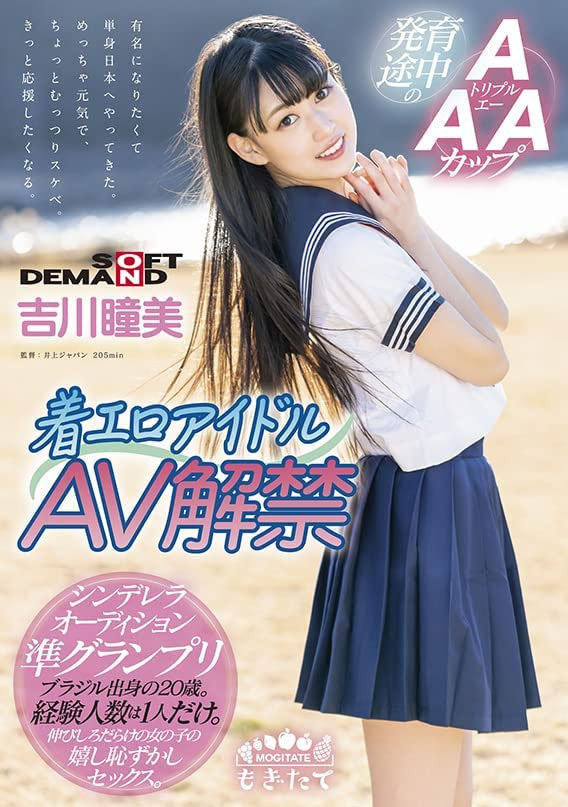 有名になりたくて
単身日本へやってきた。
めっちゃ元気で、
ちょっとむっつりスケベ。
きっと応援したくなる。
発育途中の
AAA
トリプルエー
カップ
SOFT ON DEMAND
吉川瞳美
監督：井上ジャパン 205min
着エロアイドル
AV解禁
シンデレラ
オーディション
準グランプリ
ブラジル出身の20歳。
経験人数は1人だけ。
伸びしろだらけの女の子の
嬉し恥ずかし
セックス。
MOGITATE
もぎたて